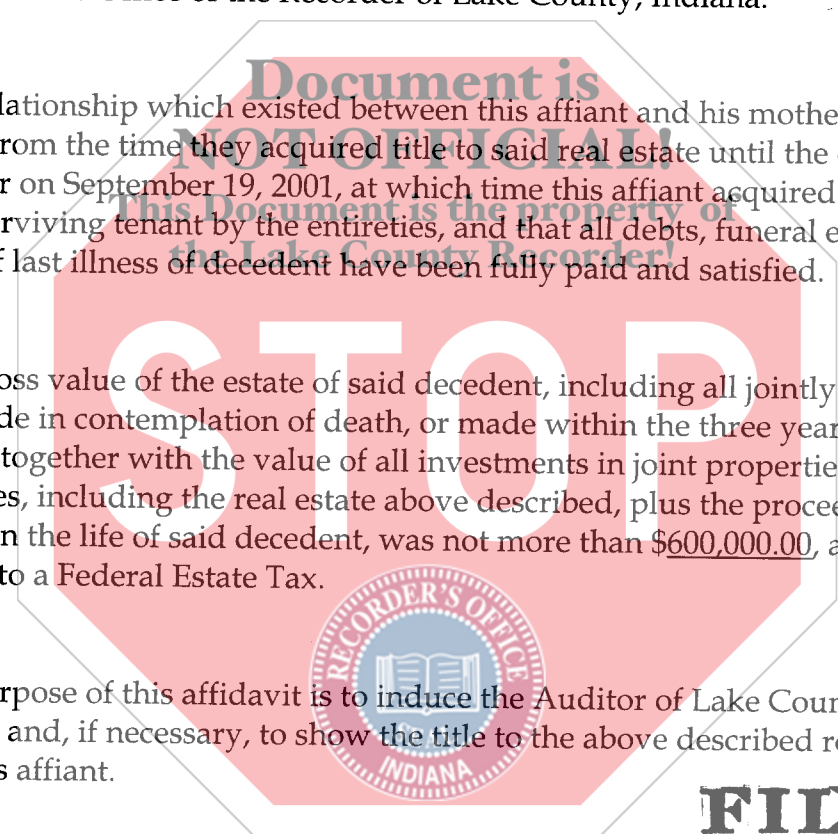 of the Recorder of Lake County, Indiana.
Document is
lationship which existed between this affiant and his mothe
NOT OFFICIAL!
rom the time they acquired title to said real estate until the
r on September 19, 2001, at which time this affiant acquired
This Document is the property of
rviving tenant by the entireties, and that all debts, funeral e
the Lake County Recorder!
f last illness of decedent have been fully paid and satisfied.
oss value of the estate of said decedent, including all jointly
STOP
de in contemplation of death, or made within the three year
together with the value of all investments in joint propertie
es, including the real estate above described, plus the procee
n the life of said decedent, was not more than $600,000.00, a
to a Federal Estate Tax.
RECORDER'S OFFICE
rpose of this affidavit is to induce the Auditor of Lake Coun
and, if necessary, to show the title to the above described r
INDIANA
s affiant.
FIL